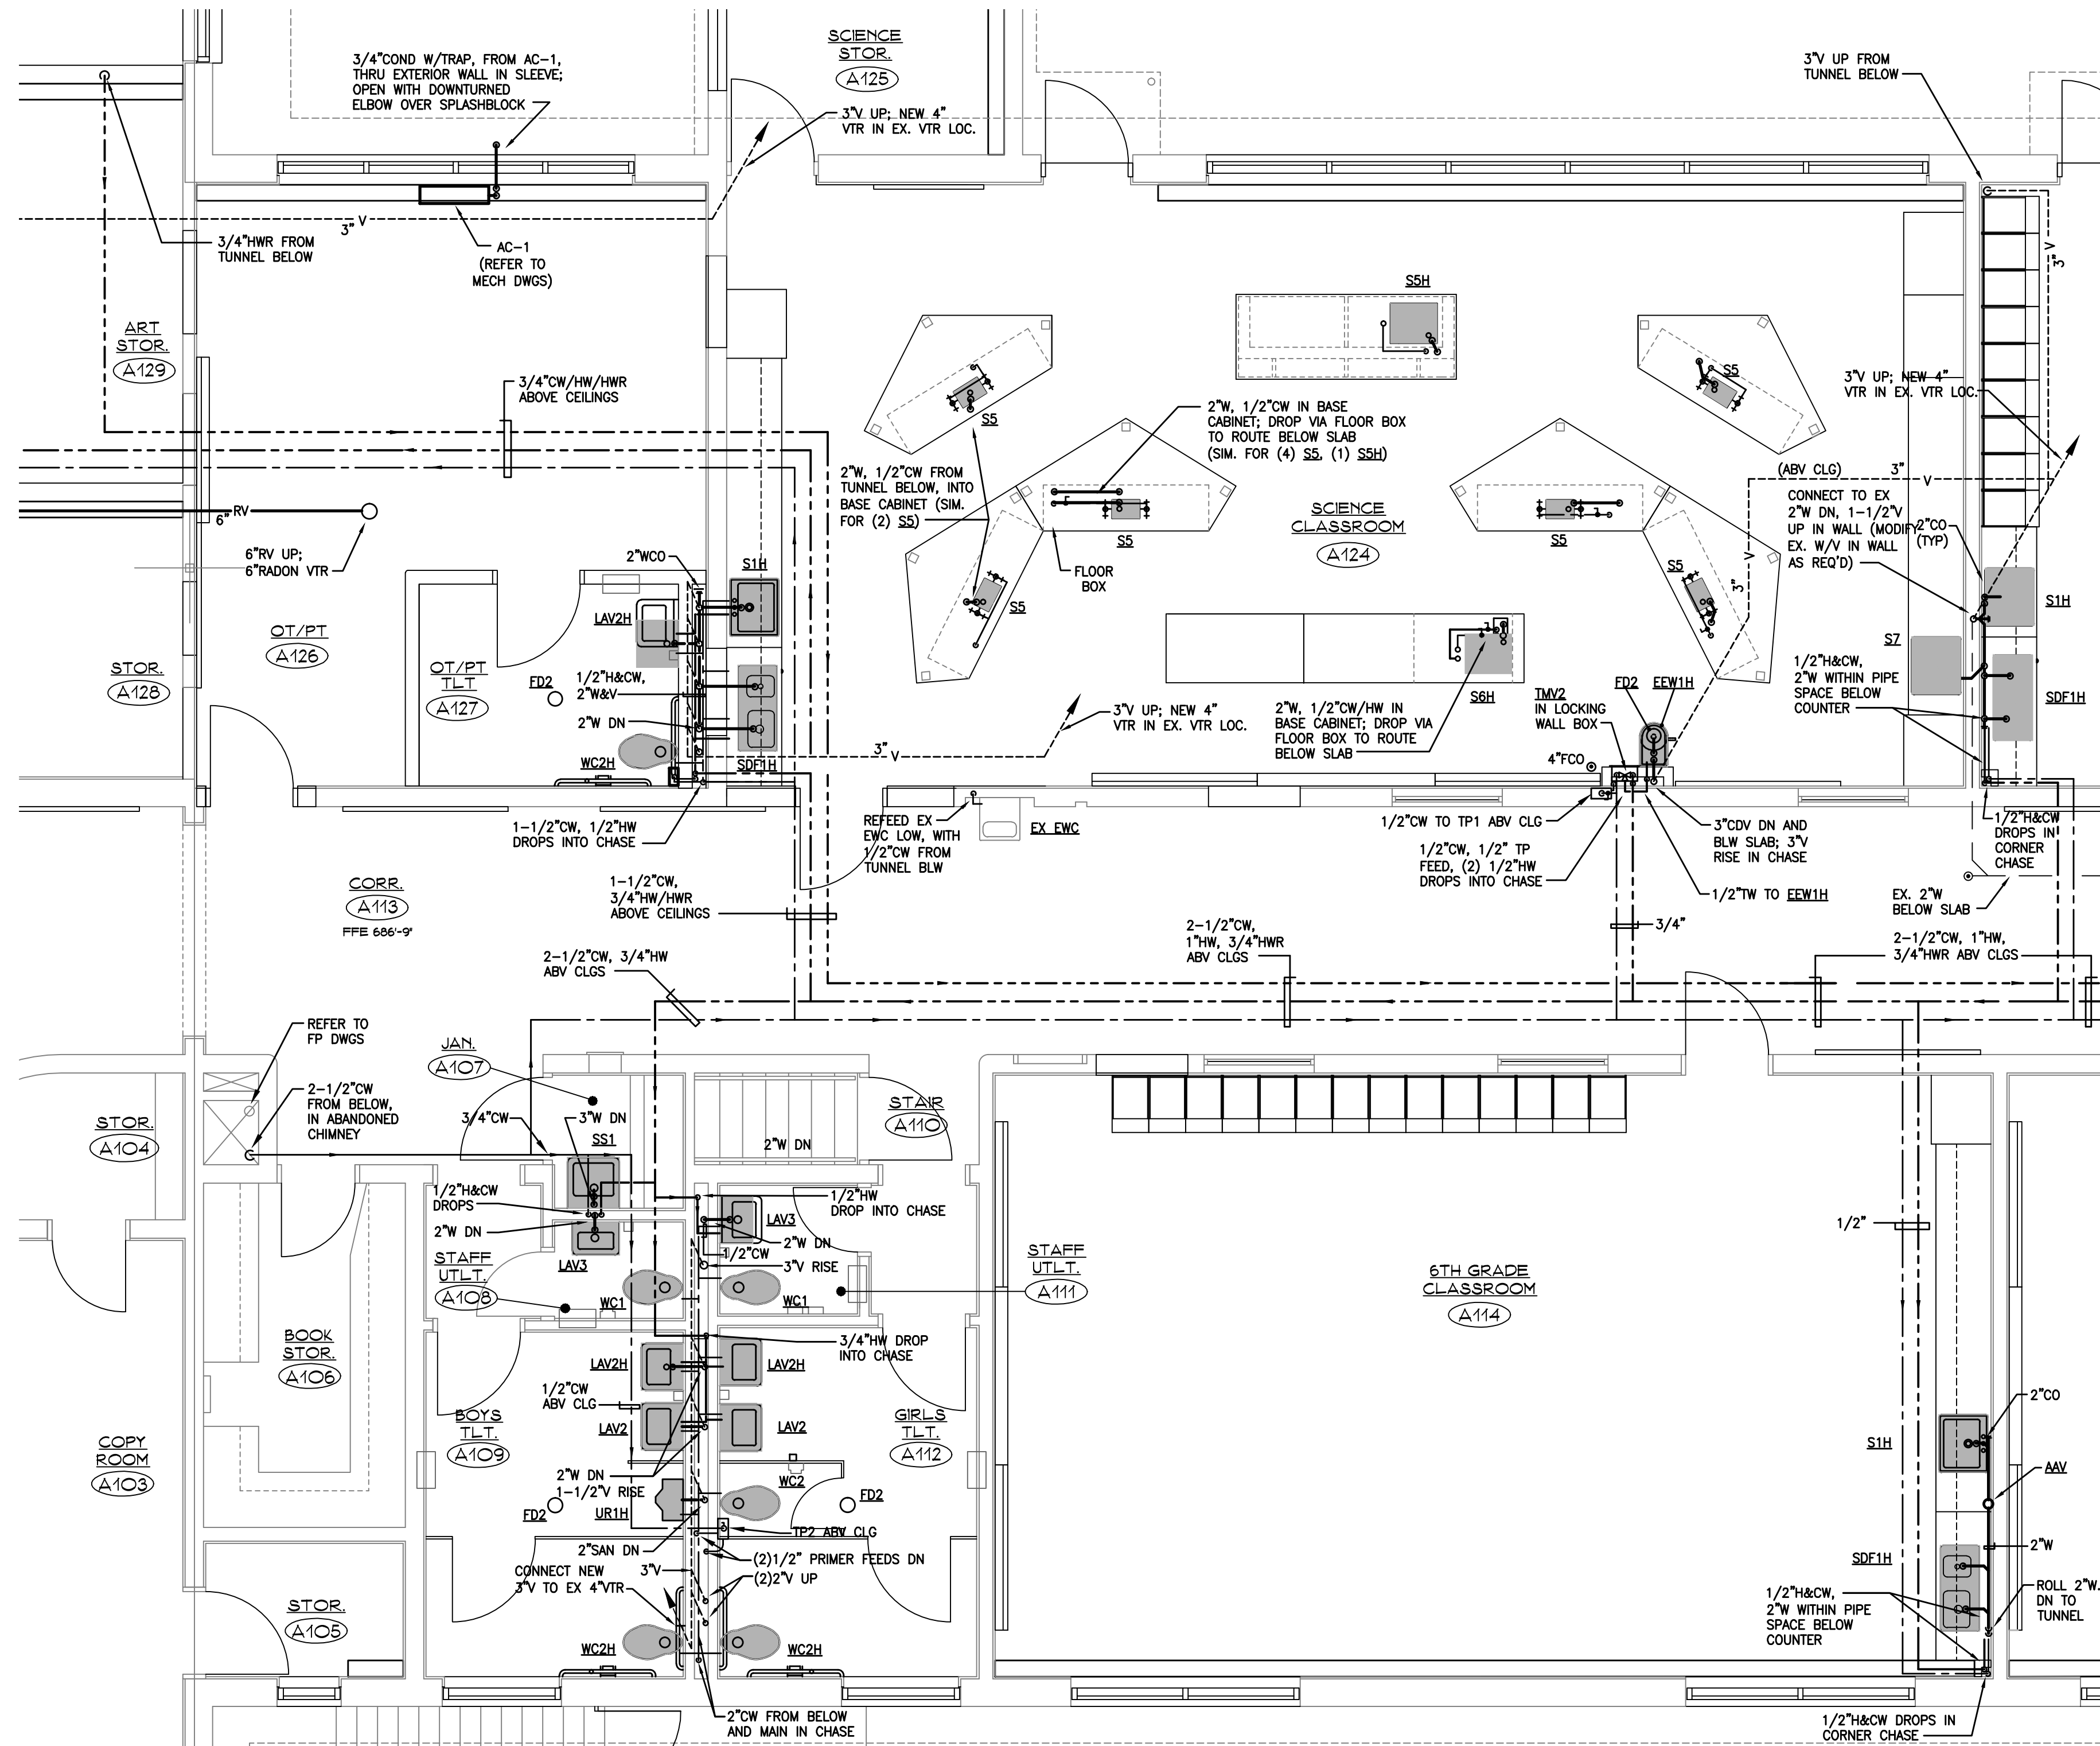 SCIENCE
STOR.
A125
3/4"COND W/TRAP, FROM AC-1,
THRU EXTERIOR WALL IN SLEEVE;
OPEN WITH DOWNTURNED
ELBOW OVER SPLASHBLOCK
3"V UP; NEW 4"
VTR IN EX. VTR LOC.
3"V UP FROM
TUNNEL BELOW
3"
V
3/4"HWR FROM
TUNNEL BELOW
AC-1
(REFER TO
MECH DWGS)
V
3"
ART
STOR.
A129
3/4"CW/HW/HWR
ABOVE CEILINGS
S5H
S5
S5
3"V UP; NEW 4"
VTR IN EX. VTR LOC.
2"W, 1/2"CW IN BASE
CABINET; DROP VIA FLOOR BOX
TO ROUTE BELOW SLAB
(SIM. FOR (4) S5, (1) S5H)
2"W, 1/2"CW FROM
TUNNEL BELOW, INTO
BASE CABINET (SIM.
FOR (2) S5)
SCIENCE
CLASSROOM
A124
(ABV CLG)
3"
V
CONNECT TO EX
2"W DN, 1-1/2"V
UP IN WALL (MODIFY
EX. W/V IN WALL
AS REQ'D)
2"CO
(TYP)
6"
RV
6"RV UP;
6"RADON VTR
2"WCO
S1H
S5
FLOOR
BOX
S5
S5
S5
V
3"
S1H
S7
LAV2H
OT/PT
A126
STOR.
A128
OT/PT
TLT
A127
FD2
1/2"H&CW,
2"W&V
2"W DN
WC2H
SDF1H
3"
V
3"V UP; NEW 4"
VTR IN EX. VTR LOC.
2"W, 1/2"CW/HW IN
BASE CABINET; DROP VIA
FLOOR BOX TO ROUTE
BELOW SLAB
S6H
TMV2
IN LOCKING
WALL BOX
FD2
EEW1H
4"FCO
1/2"H&CW,
2"W WITHIN PIPE
SPACE BELOW
COUNTER
SDF1H
1-1/2"CW, 1/2"HW
DROPS INTO CHASE
REFEED EX
EWC LOW, WITH
1/2"CW FROM
TUNNEL BLW
EX EWC
1/2"CW TO TP1 ABV CLG
1/2"CW, 1/2" TP
FEED, (2) 1/2"HW
DROPS INTO CHASE
3"CDV DN AND
BLW SLAB; 3"V
RISE IN CHASE
1/2"TW TO EEW1H
1/2"H&CW
DROPS IN
CORNER
CHASE
EX. 2"W
BELOW SLAB
CORR.
A113
FFE 686'-9"
1-1/2"CW,
3/4"HW/HWR
ABOVE CEILINGS
3/4"
2-1/2"CW,
1"HW, 3/4"HWR
ABV CLGS
2-1/2"CW, 1"HW,
3/4"HWR ABV CLGS
2-1/2"CW, 3/4"HW
ABV CLGS
REFER TO
FP DWGS
2-1/2"CW
FROM BELOW,
IN ABANDONED
CHIMNEY
JAN.
A107
3/4"CW
3"W DN
SS1
STAIR
A110
2"W DN
STOR.
A104
1/2"H&CW
DROPS
2"W DN
LAV3
1/2"HW
DROP INTO CHASE
LAV3
2"W DN
1/2"CW
3"V RISE
STAFF
UTLT.
A108
WC1
WC1
STAFF
UTLT.
A111
1/2"
6TH GRADE
CLASSROOM
A114
BOOK
STOR.
A106
3/4"HW DROP
INTO CHASE
LAV2H
LAV2H
1/2"CW
ABV CLG
BOYS
TLT.
A109
LAV2
LAV2
GIRLS
TLT.
A112
COPY
ROOM
A103
2"W DN
1-1/2"V RISE
WC2
FD2
UR1H
FD2
TP2 ABV CLG
2"SAN DN
(2)1/2" PRIMER FEEDS DN
CONNECT NEW
3"V TO EX 4"VTR
3"V
(2)2"V UP
STOR.
A105
WC2H
WC2H
2"CW FROM BELOW
AND MAIN IN CHASE
2"CO
S1H
AAV
2"W
SDF1H
1/2"H&CW,
2"W WITHIN PIPE
SPACE BELOW
COUNTER
ROLL 2"W.
DN TO
TUNNEL
1/2"H&CW DROPS IN
CORNER CHASE